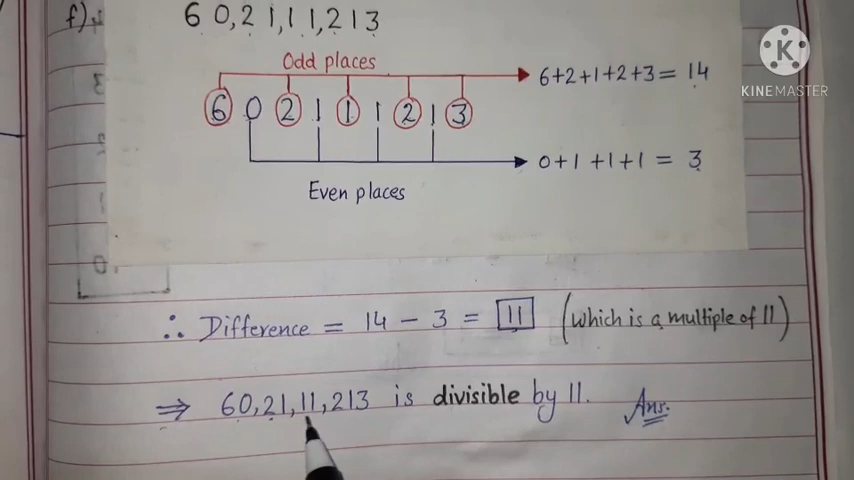 f)
6 0,2 1,1 1,2 1 3
KINEMASTER
Odd places
6+2+1+2+3 = 14
6 0 2 1 1 1 2 1 3
0+1+1+1 = 3
Even places
∴ Difference = 14 - 3 = 11 (which is a multiple of 11)
⇒ 60,21,11,213 is divisible by 11. Ans.